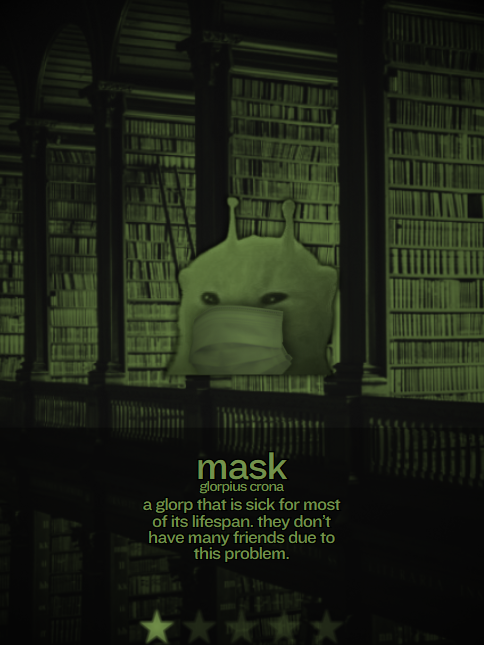 mask
glorpius crona
a glorp that is sick for most
of its lifespan. they don't
have many friends due to
this problem.